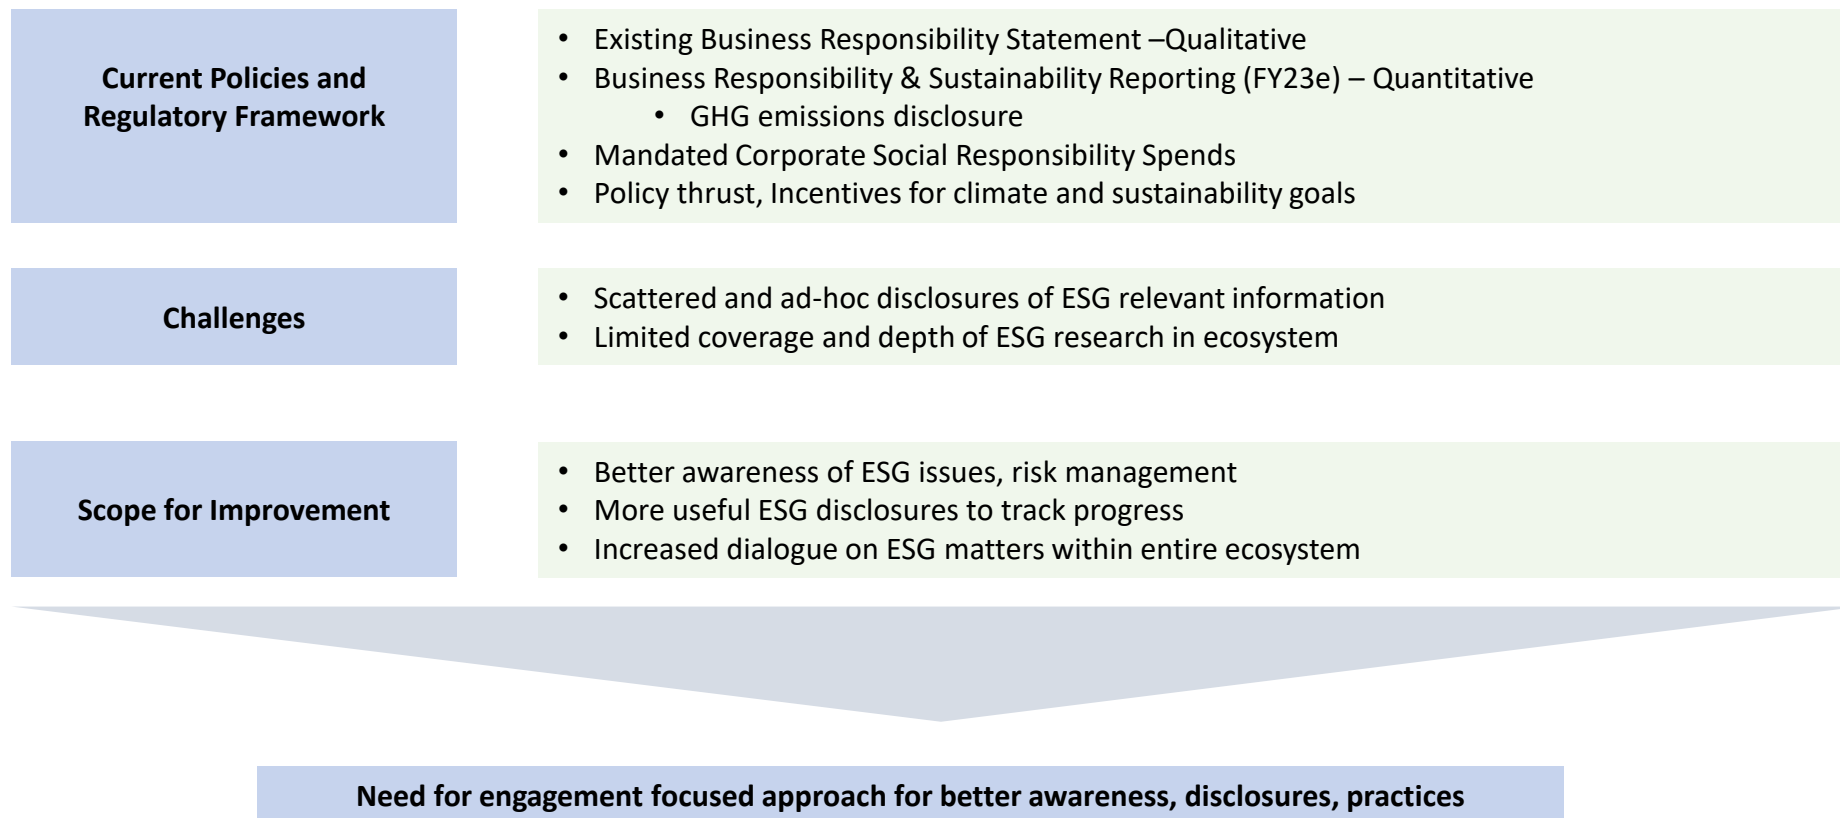 Current Policies and
Regulatory Framework
• Existing Business Responsibility Statement –Qualitative
• Business Responsibility & Sustainability Reporting (FY23e) – Quantitative
• GHG emissions disclosure
• Mandated Corporate Social Responsibility Spends
• Policy thrust, Incentives for climate and sustainability goals
Challenges
• Scattered and ad-hoc disclosures of ESG relevant information
• Limited coverage and depth of ESG research in ecosystem
Scope for Improvement
• Better awareness of ESG issues, risk management
• More useful ESG disclosures to track progress
• Increased dialogue on ESG matters within entire ecosystem
Need for engagement focused approach for better awareness, disclosures, practices